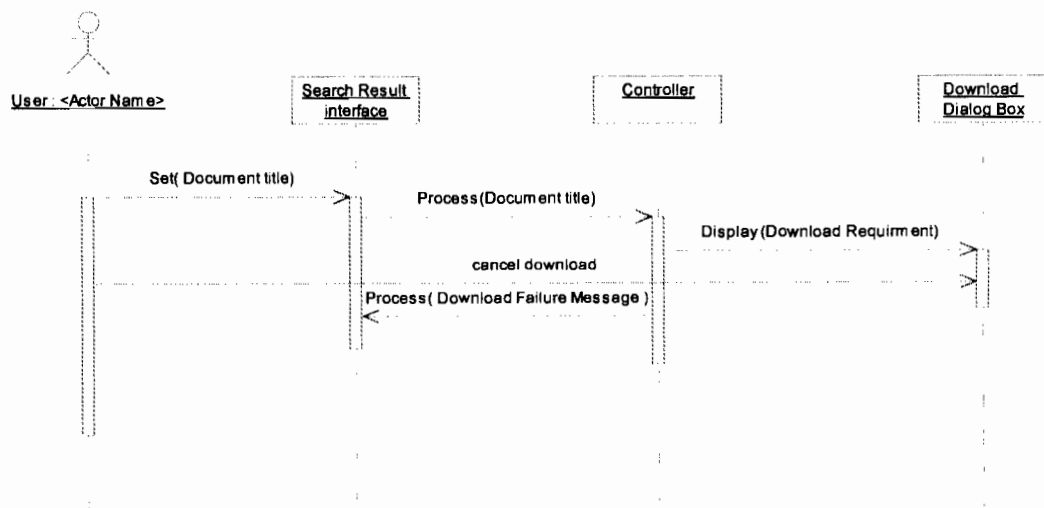 User : <Actor Name>
Search Result
interface
Controller
Download
Dialog Box
Set( Document title)
Process(Document title)
Display(Download Requirment)
cancel download
Process( Download Failure Message )